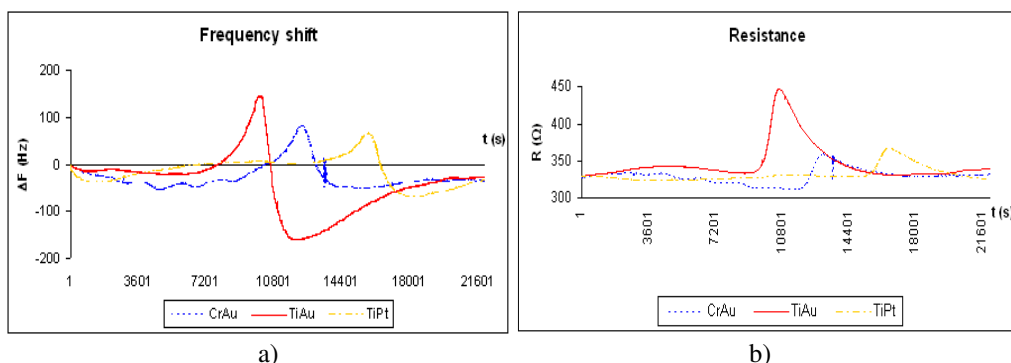 Frequency shift
200
100
0
-100
-200
ΔF (Hz)
t (s)
1 3601 7201 10801 14401 18001 21601
CrAu TiAu TiPt
a)
Resistance
450
400
350
300
R (Ω)
t (s)
1 3601 7201 10801 14401 18001 21601
CrAu TiAu TiPt
b)